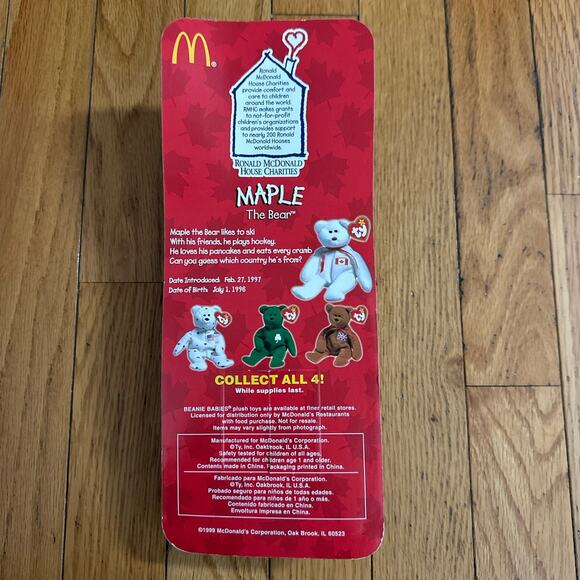 Ronald
McDonald
House Charities
provide comfort and
care to children
around the world.
RMHC makes grants
to not-for-profit
children's organizations
and provides support
to nearly 200 Ronald
McDonald Houses
worldwide.
RONALD MCDONALD
HOUSE CHARITIES
MAPLE
The Bear™
Maple the Bear likes to ski
With his friends, he plays hockey.
He loves his pancakes and eats every crumb
Can you guess which country he's from?
Date Introduced: Feb. 27, 1997
Date of Birth: July 1, 1996
ty
ty
ty
ty
COLLECT ALL 4!
While supplies last.
BEANIE BABIES® plush toys are available at finer retail stores.
Licensed for distribution only by McDonald's Restaurants
with food purchase. Not for resale.
Items may vary slightly from photograph.
Manufactured for McDonald's Corporation.
©Ty, Inc. Oakbrook, IL U.S.A.
Safety tested for children of all ages.
Recommended for children age 1 and older.
Contents made in China. Packaging printed in China.
Fabricado para McDonald's Corporation.
©Ty, Inc. Oakbrook, IL U.S.A.
Probado seguro para niños de todas edades.
Recomendado para niños de 1 año o más.
Contenido fabricado en China.
Envoltura impresa en China.
©1999 McDonald's Corporation, Oak Brook, IL 60523